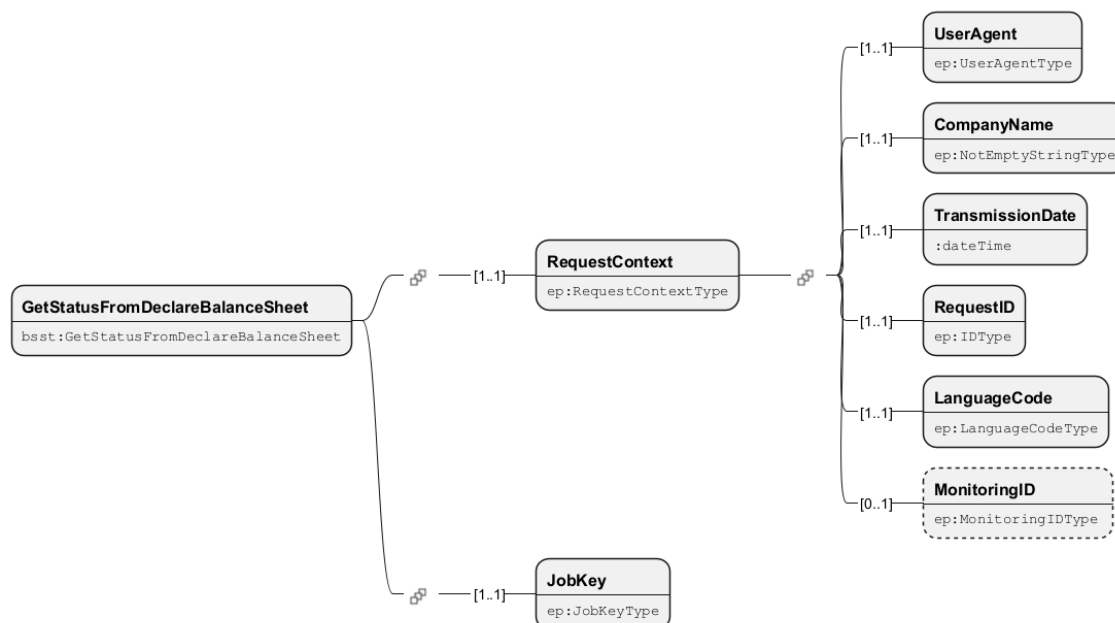 UserAgent
[1..1]
ep:UserAgentType
CompanyName
[1..1]
ep:NotEmptyStringType
TransmissionDate
[1..1]
:dateTime
RequestContext
[1..1]
ep:RequestContextType
GetStatusFromDeclareBalanceSheet
bsst:GetStatusFromDeclareBalanceSheet
RequestID
[1..1]
ep:IDType
LanguageCode
[1..1]
ep:LanguageCodeType
MonitoringID
[0..1]
ep:MonitoringIDType
JobKey
[1..1]
ep:JobKeyType